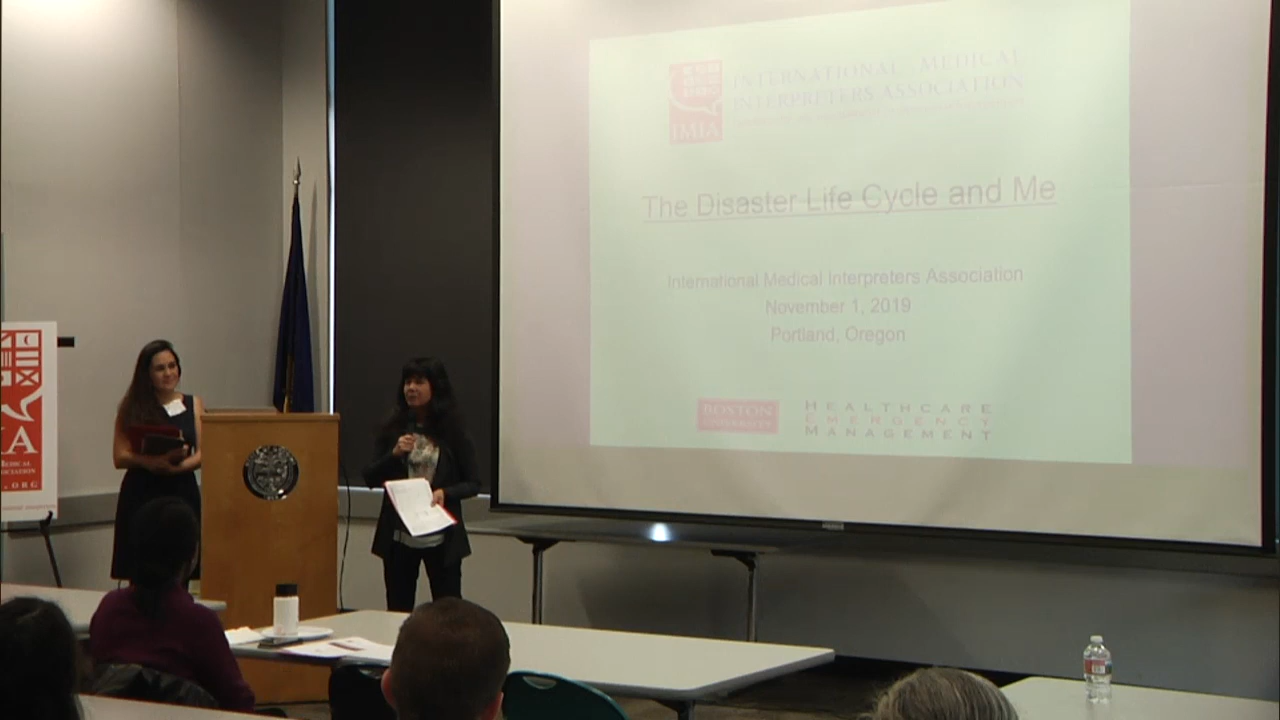 INTERNATIONAL MEDICAL
INTERPRETERS ASSOCIATION
IMIA
The Disaster Life Cycle and Me
International Medical Interpreters Association
November 1, 2019
Portland, Oregon
BOSTON
UNIVERSITY
HEALTHCARE
EMERGENCY
MANAGEMENT